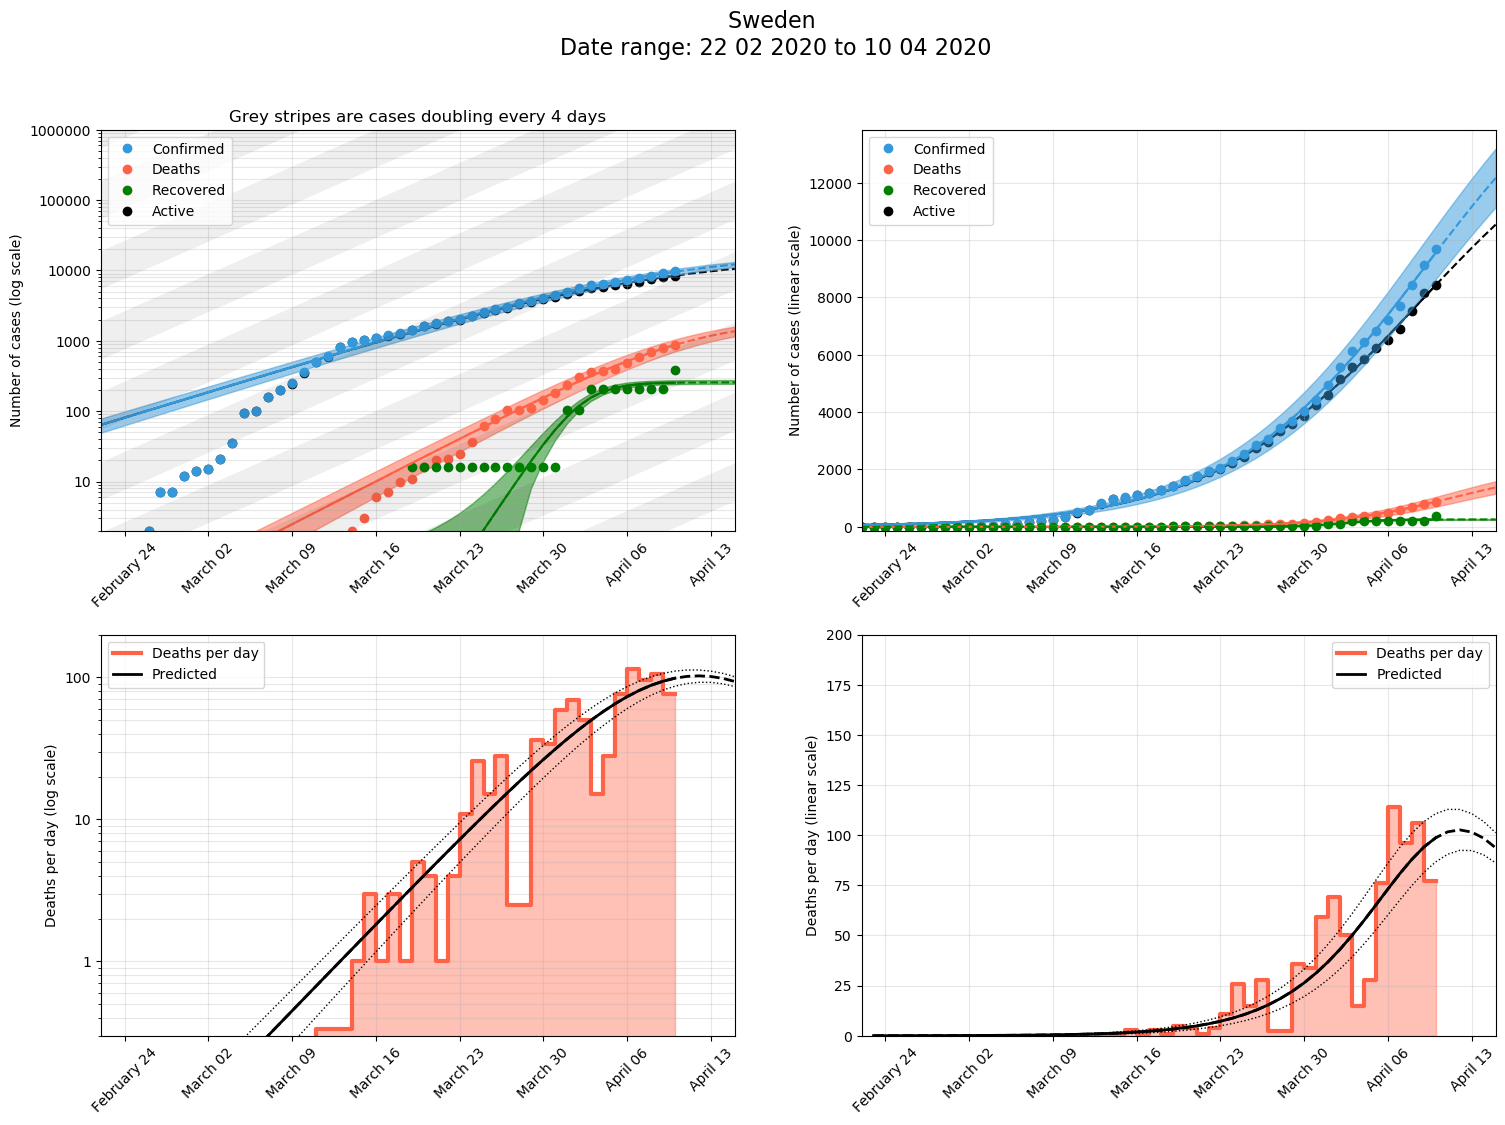 Sweden
Date range: 22 02 2020 to 10 04 2020
Grey stripes are cases doubling every 4 days
Number of cases (log scale)
1000000
100000
10000
1000
100
10
Confirmed
Deaths
Recovered
Active
February 24
March 02
March 09
March 16
March 23
March 30
April 06
April 13
Number of cases (linear scale)
12000
10000
8000
6000
4000
2000
0
Confirmed
Deaths
Recovered
Active
February 24
March 02
March 09
March 16
March 23
March 30
April 06
April 13
Deaths per day (log scale)
100
10
1
Deaths per day
Predicted
February 24
March 02
March 09
March 16
March 23
March 30
April 06
April 13
Deaths per day (linear scale)
200
175
150
125
100
75
50
25
0
Deaths per day
Predicted
February 24
March 02
March 09
March 16
March 23
March 30
April 06
April 13